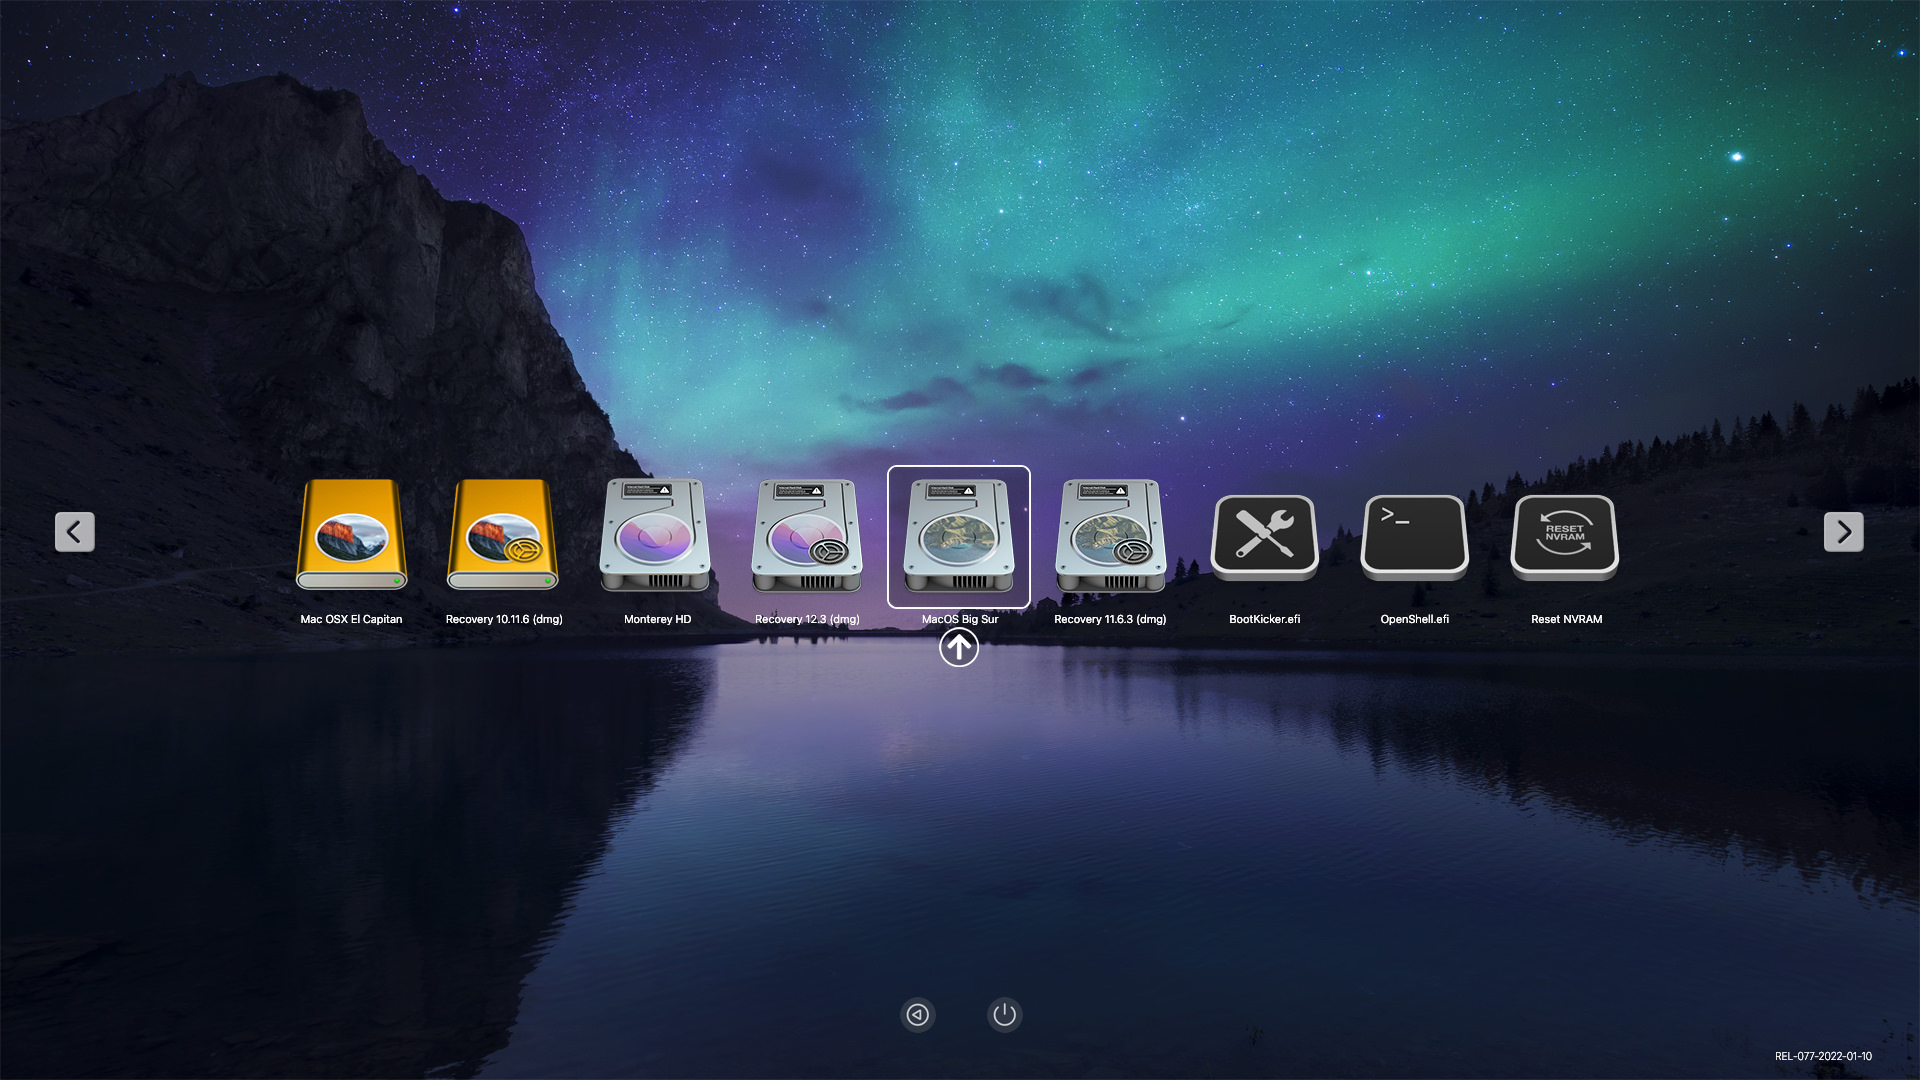 >_
RESET
NVRAM
Mac OSX El Capitan
Recovery 10.11.6 (dmg)
Monterey HD
Recovery 12.3 (dmg)
MacOS Big Sur
Recovery 11.6.3 (dmg)
BootKicker.efi
OpenShell.efi
Reset NVRAM
REL-077-2022-01-10